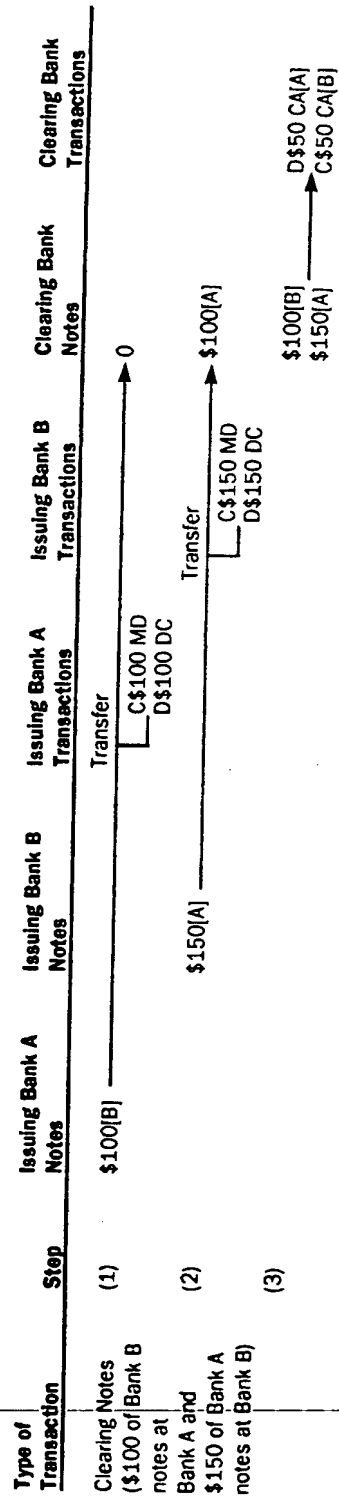 Type of
Transaction
Step
Issuing Bank A
Notes
Issuing Bank B
Notes
Issuing Bank A
Transactions
Issuing Bank B
Transactions
Clearing Bank
Notes
Clearing Bank
Transactions
Clearing Notes
($100 of Bank B
notes at
Bank A and
$150 of Bank A
notes at Bank B)
(1)
$100[B]
Transfer
C$100 MD
D$100 DC
0
(2)
$150[A]
Transfer
C$150 MD
D$150 DC
$100[A]
(3)
$100[B]
$150[A]
D$50 CA[A]
C$50 CA[B]